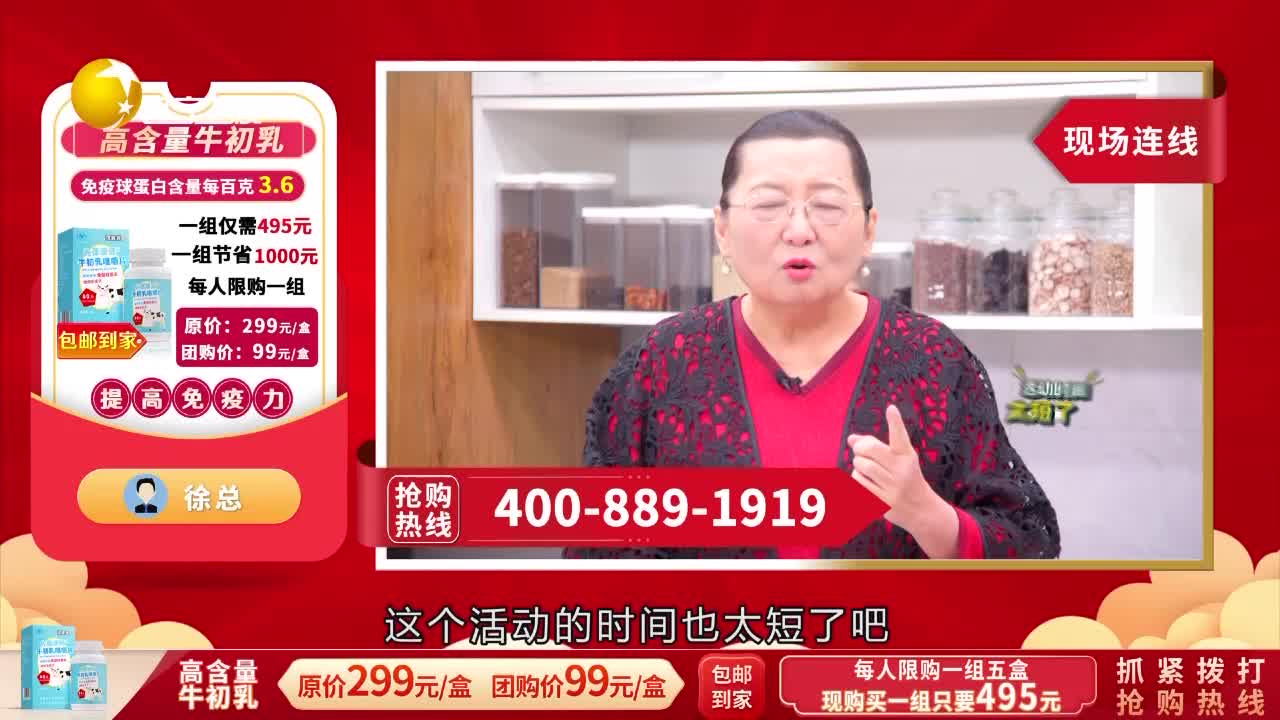 高含量牛初乳
免疫球蛋白含量每百克 3.6
一组仅需495元
一组节省1000元
每人限购一组
原价：299元/盒
团购价：99元/盒
包邮到家
提高免疫力
徐总
现场连线
太短了
抢购热线
400-889-1919
这个活动的时间也太短了吧
高含量牛初乳
原价299元/盒 团购价99元/盒
包邮到家
每人限购一组五盒
现购买一组只要495元
抓紧拨打
抢购热线